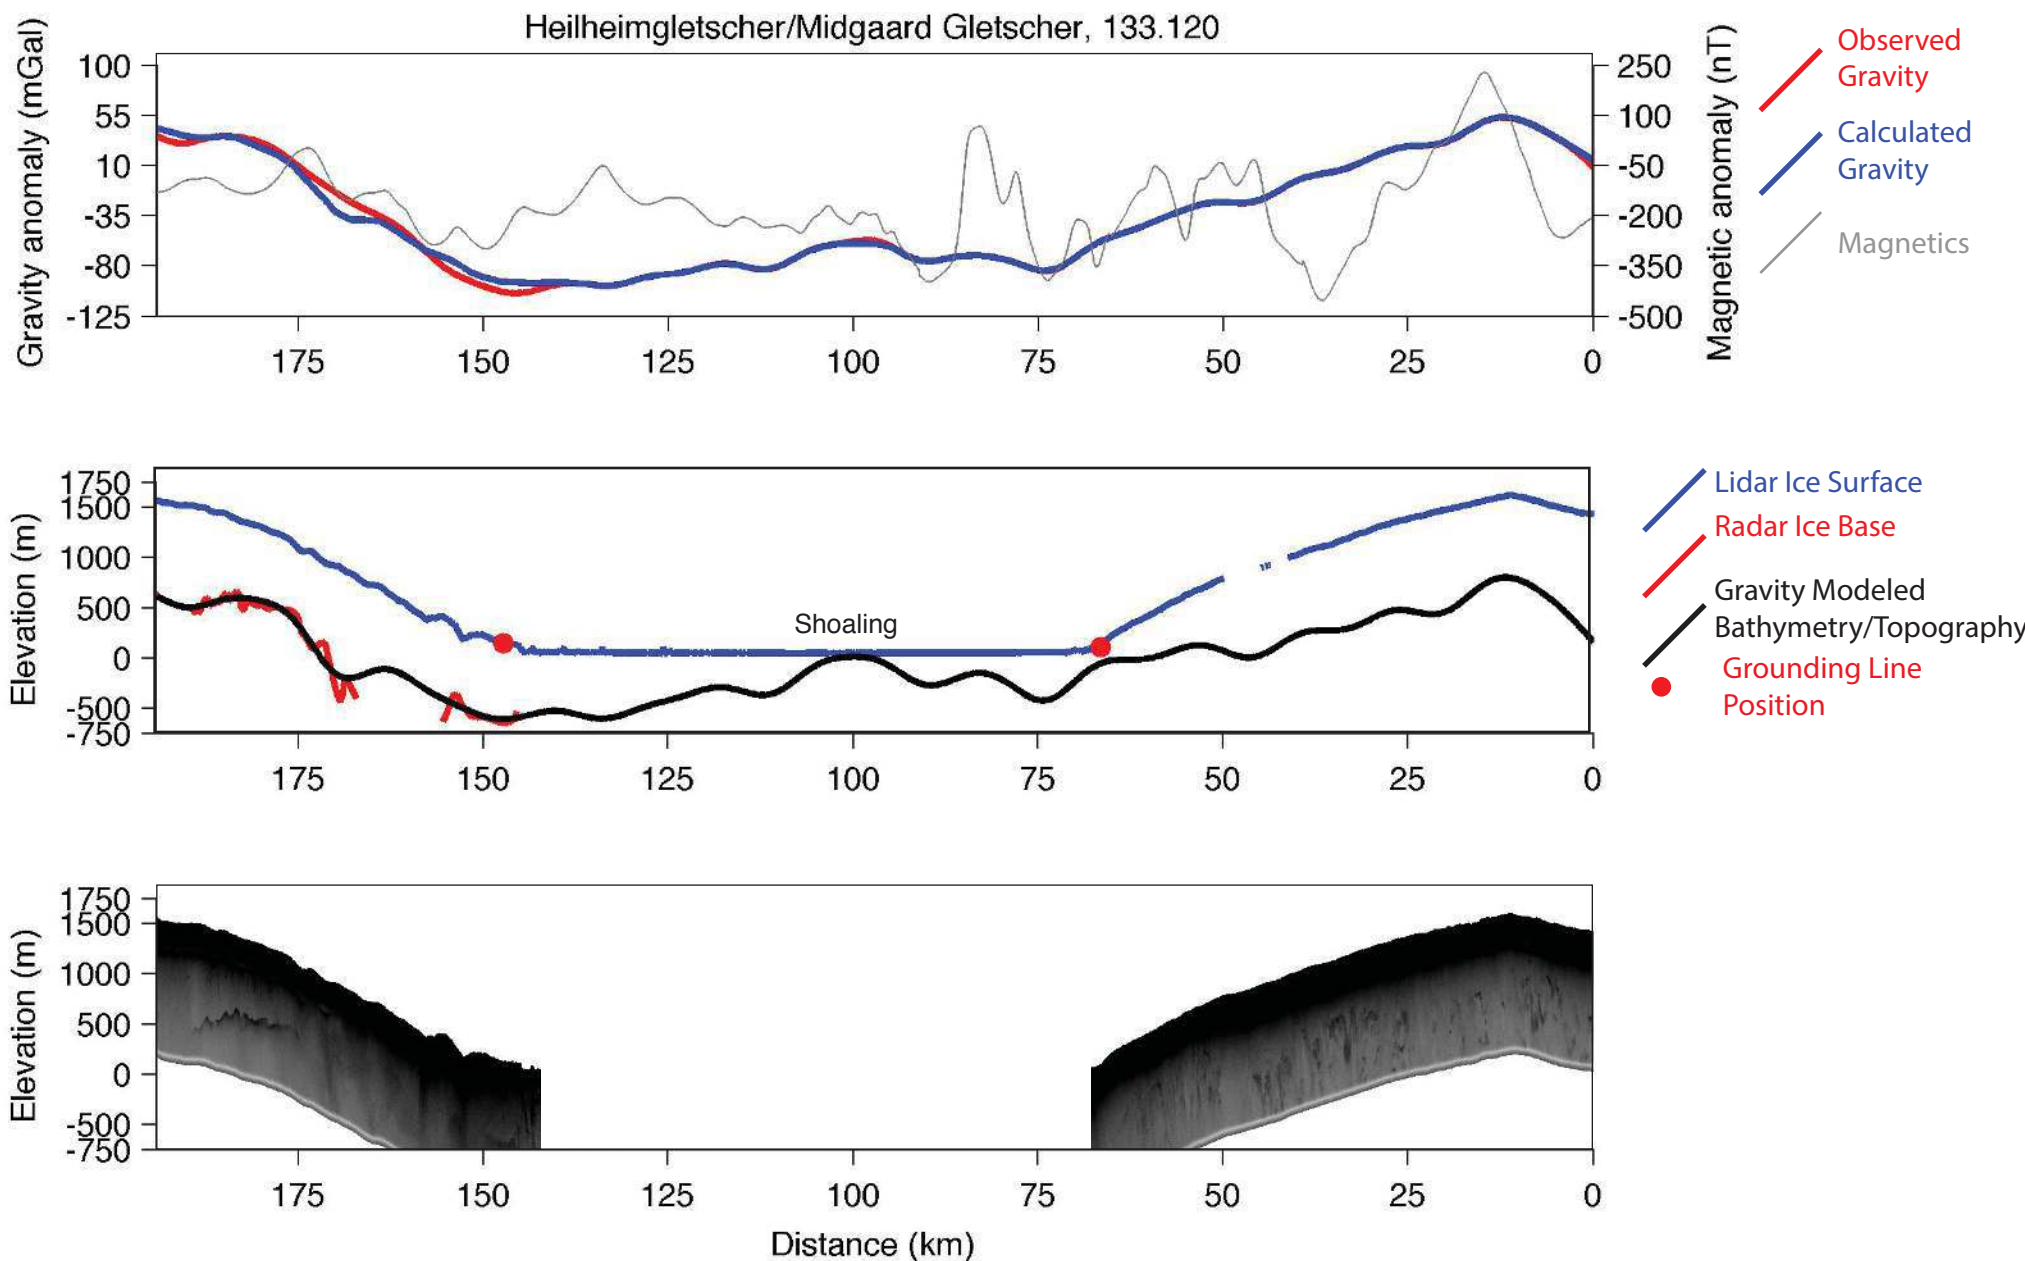 Heilheimgletscher/Midgaard Gletscher, 133.120
Gravity anomaly (mGal)
100
55
10
-35
-80
-125
250
100
-50
-200
-350
-500
Magnetic anomaly (nT)
175
150
125
100
75
50
25
0
Observed
Gravity
Calculated
Gravity
Magnetics
Elevation (m)
1750
1500
1000
500
0
-500
-750
Shoaling
175
150
125
100
75
50
25
0
Lidar Ice Surface
Radar Ice Base
Gravity Modeled
Bathymetry/Topography
Grounding Line
Position
Elevation (m)
1750
1500
1000
500
0
-500
-750
175
150
125
100
75
50
25
0
Distance (km)